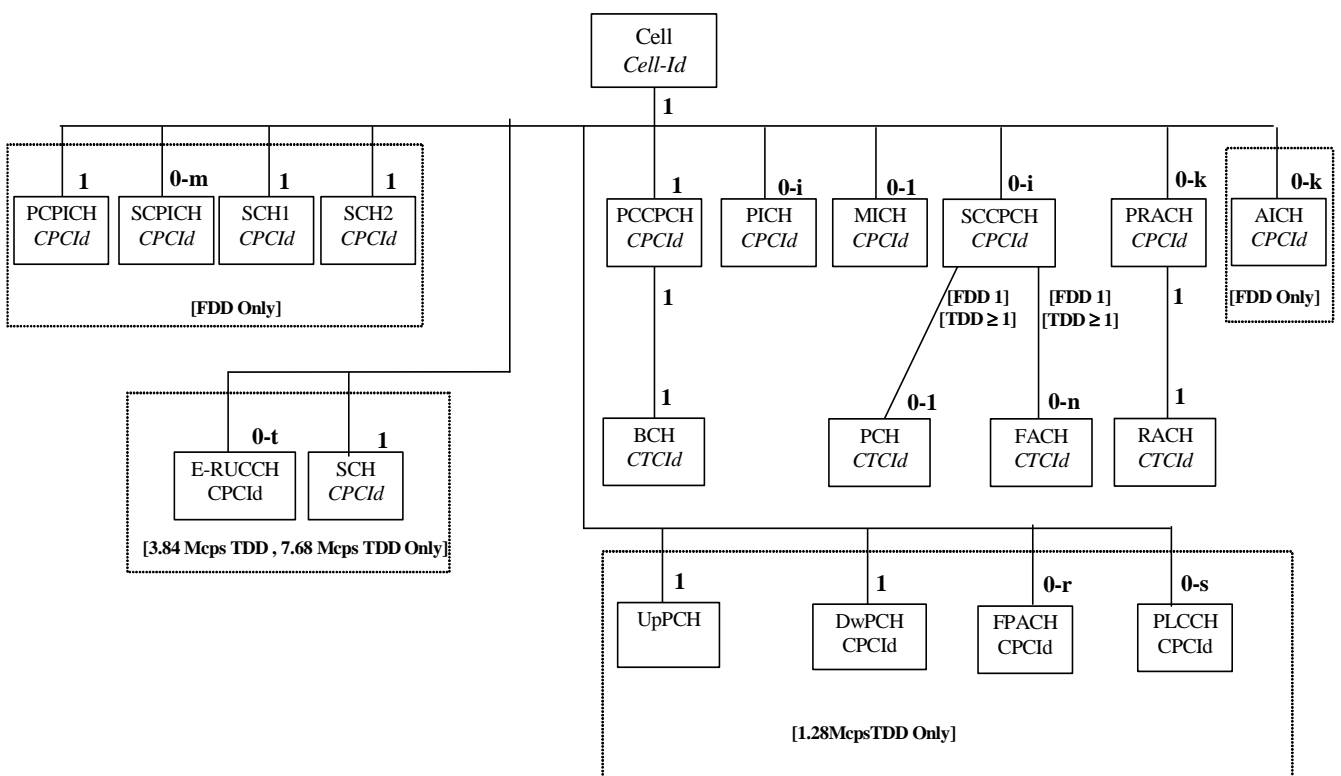 Cell
Cell-Id
1
1
0-m
1
1
1
0-i
0-1
0-i
0-k
0-k
PCPICH
CPCId
SCPICH
CPCId
SCH1
CPCId
SCH2
CPCId
PCCPCH
CPCId
PICH
CPCId
MICH
CPCId
SCCPCH
CPCId
PRACH
CPCId
AICH
CPCId
[FDD Only]
1
[FDD 1]
[TDD ≥ 1]
[FDD 1]
[TDD ≥ 1]
1
[FDD Only]
1
0-1
0-n
1
BCH
CTCId
PCH
CTCId
FACH
CTCId
RACH
CTCId
0-t
1
E-RUCCH
CPCId
SCH
CPCId
[3.84 Mcps TDD , 7.68 Mcps TDD Only]
1
1
0-r
0-s
UpPCH
DwPCH
CPCId
FPACH
CPCId
PLCCH
CPCId
[1.28McpsTDD Only]